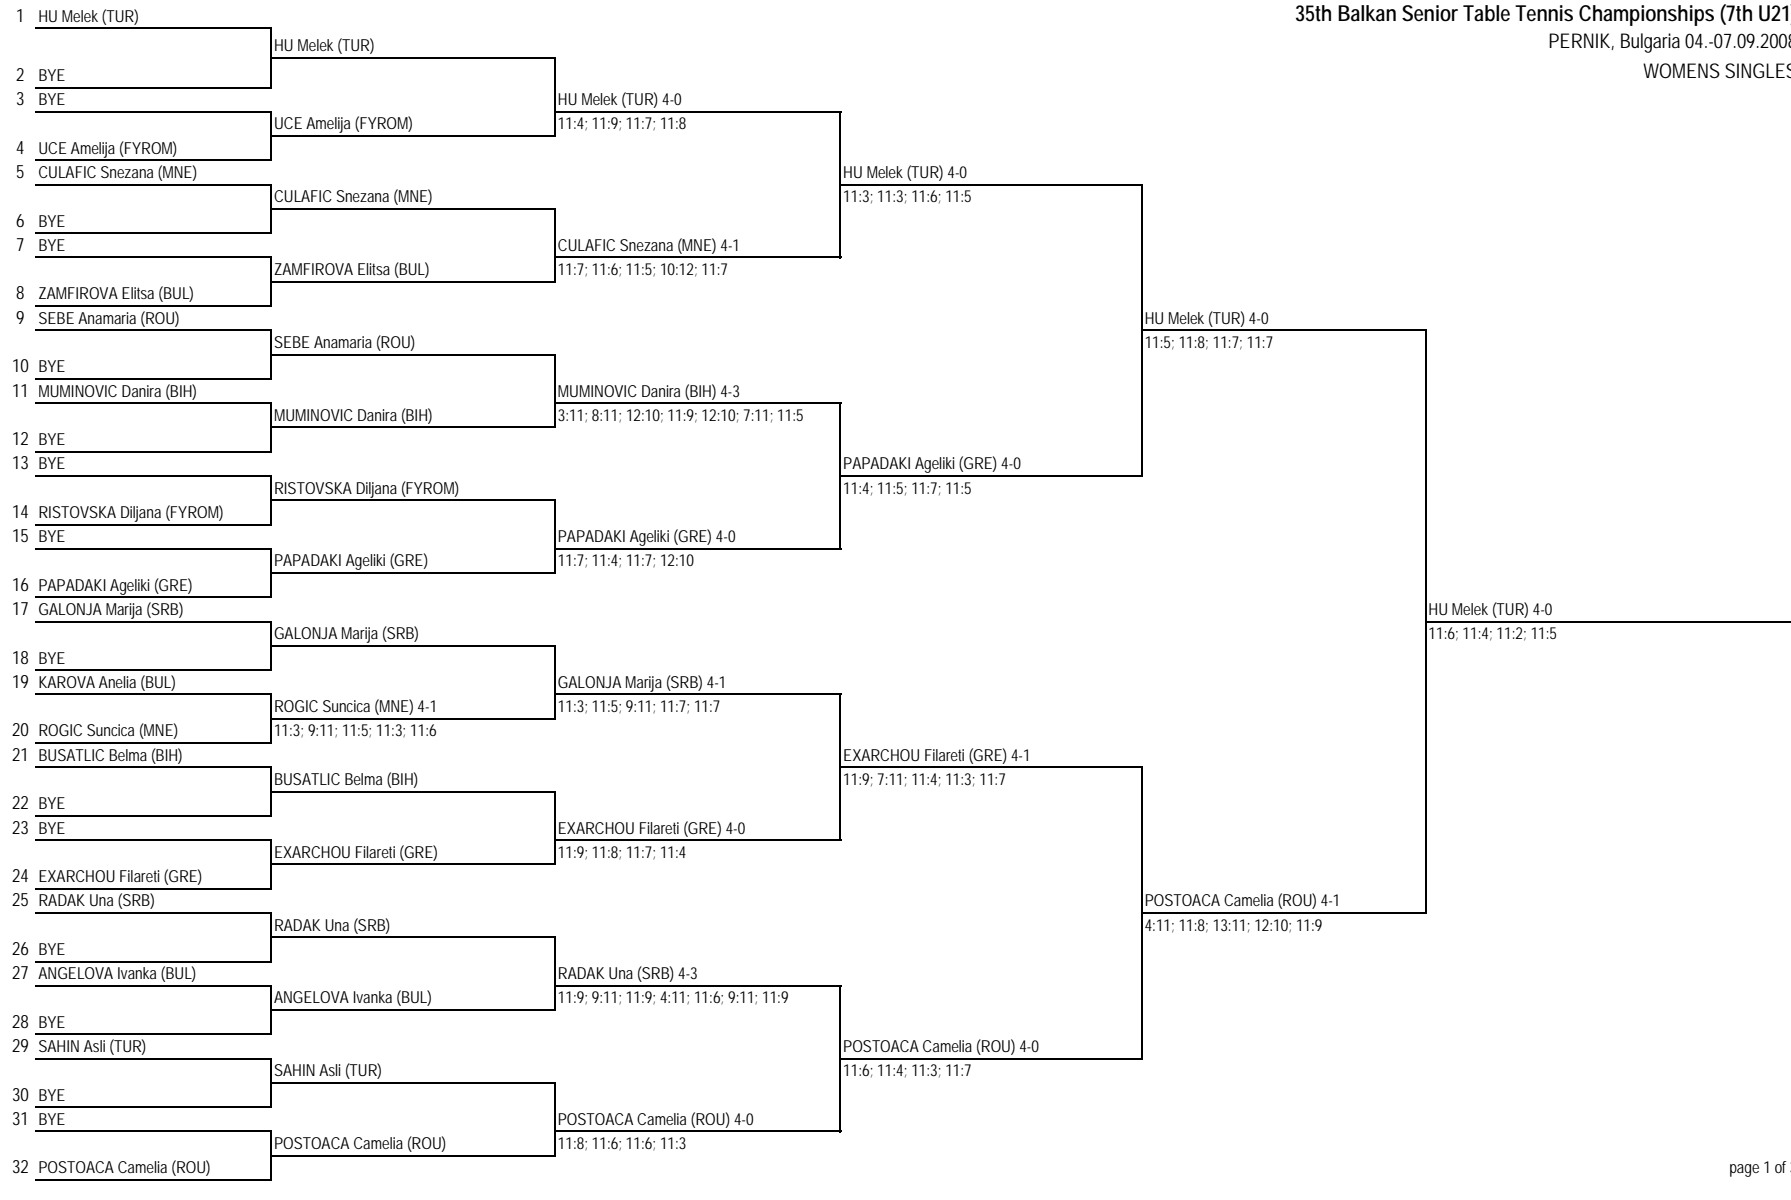 35th Balkan Senior Table Tennis Championships (7th U21
PERNIK, Bulgaria 04.-07.09.2008
WOMENS SINGLES
1 HU Melek (TUR)
2 BYE
3 BYE
4 UCE Amelija (FYROM)
5 CULAFIC Snezana (MNE)
6 BYE
7 BYE
8 ZAMFIROVA Elitsa (BUL)
9 SEBE Anamaria (ROU)
10 BYE
11 MUMINOVIC Danira (BIH)
12 BYE
13 BYE
14 RISTOVSKA Diljana (FYROM)
15 BYE
16 PAPADAKI Ageliki (GRE)
17 GALONJA Marija (SRB)
18 BYE
19 KAROVA Anelia (BUL)
20 ROGIC Suncica (MNE)
21 BUSATLIC Belma (BIH)
22 BYE
23 BYE
24 EXARCHOU Filareti (GRE)
25 RADAK Una (SRB)
26 BYE
27 ANGELOVA Ivanka (BUL)
28 BYE
29 SAHIN Asli (TUR)
30 BYE
31 BYE
32 POSTOACA Camelia (ROU)
HU Melek (TUR)
UCE Amelija (FYROM)
CULAFIC Snezana (MNE)
ZAMFIROVA Elitsa (BUL)
SEBE Anamaria (ROU)
MUMINOVIC Danira (BIH)
RISTOVSKA Diljana (FYROM)
PAPADAKI Ageliki (GRE)
GALONJA Marija (SRB)
ROGIC Suncica (MNE) 4-1
11:3; 9:11; 11:5; 11:3; 11:6
BUSATLIC Belma (BIH)
EXARCHOU Filareti (GRE)
RADAK Una (SRB)
ANGELOVA Ivanka (BUL)
SAHIN Asli (TUR)
POSTOACA Camelia (ROU)
HU Melek (TUR) 4-0
11:4; 11:9; 11:7; 11:8
CULAFIC Snezana (MNE) 4-1
11:7; 11:6; 11:5; 10:12; 11:7
MUMINOVIC Danira (BIH) 4-3
3:11; 8:11; 12:10; 11:9; 12:10; 7:11; 11:5
PAPADAKI Ageliki (GRE) 4-0
11:7; 11:4; 11:7; 12:10
GALONJA Marija (SRB) 4-1
11:3; 11:5; 9:11; 11:7; 11:7
EXARCHOU Filareti (GRE) 4-0
11:9; 11:8; 11:7; 11:4
RADAK Una (SRB) 4-3
11:9; 9:11; 11:9; 4:11; 11:6; 9:11; 11:9
POSTOACA Camelia (ROU) 4-0
11:8; 11:6; 11:6; 11:3
HU Melek (TUR) 4-0
11:3; 11:3; 11:6; 11:5
PAPADAKI Ageliki (GRE) 4-0
11:4; 11:5; 11:7; 11:5
EXARCHOU Filareti (GRE) 4-1
11:9; 7:11; 11:4; 11:3; 11:7
POSTOACA Camelia (ROU) 4-0
11:6; 11:4; 11:3; 11:7
HU Melek (TUR) 4-0
11:5; 11:8; 11:7; 11:7
POSTOACA Camelia (ROU) 4-1
4:11; 11:8; 13:11; 12:10; 11:9
HU Melek (TUR) 4-0
11:6; 11:4; 11:2; 11:5
page 1 of